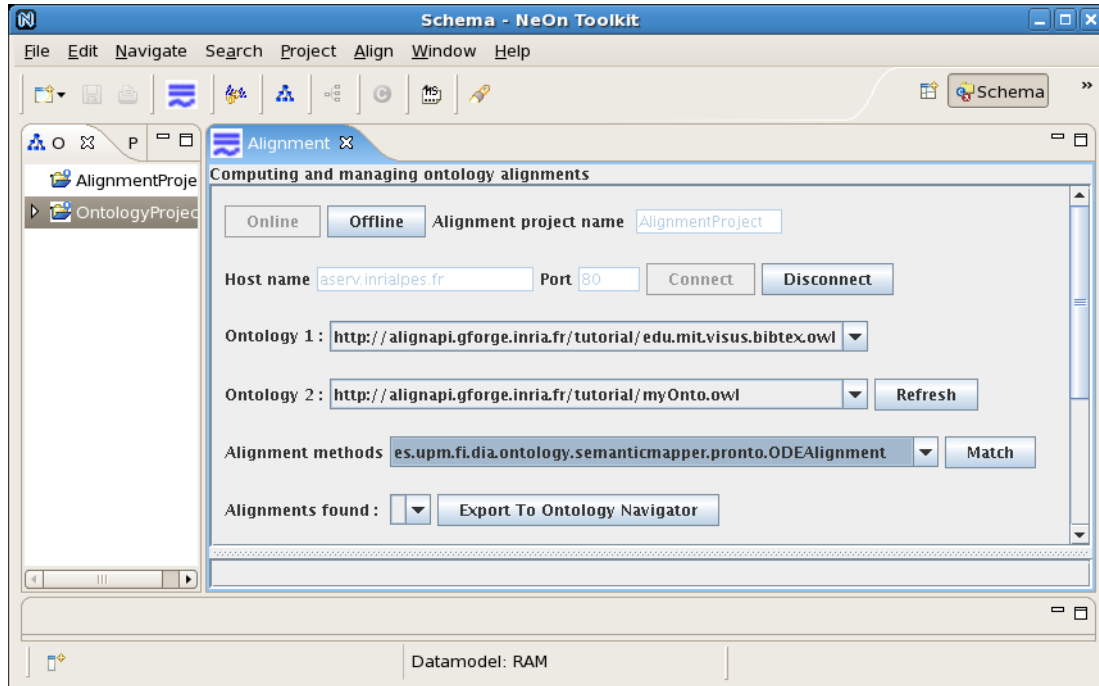 Schema - NeOn Toolkit
File Edit Navigate Search Project Align Window Help
Schema »
O P
Alignment
AlignmentProje
OntologyProjec
Computing and managing ontology alignments
Online Offline Alignment project name AlignmentProject
Host name aserv.inrialpes.fr Port 80 Connect Disconnect
Ontology 1 : http://alignapi.gforge.inria.fr/tutorial/edu.mit.visus.bibtex.owl
Ontology 2 : http://alignapi.gforge.inria.fr/tutorial/myOnto.owl Refresh
Alignment methods es.upm.fi.dia.ontology.semanticmapper.pronto.ODEAlignment Match
Alignments found : Export To Ontology Navigator
Datamodel: RAM